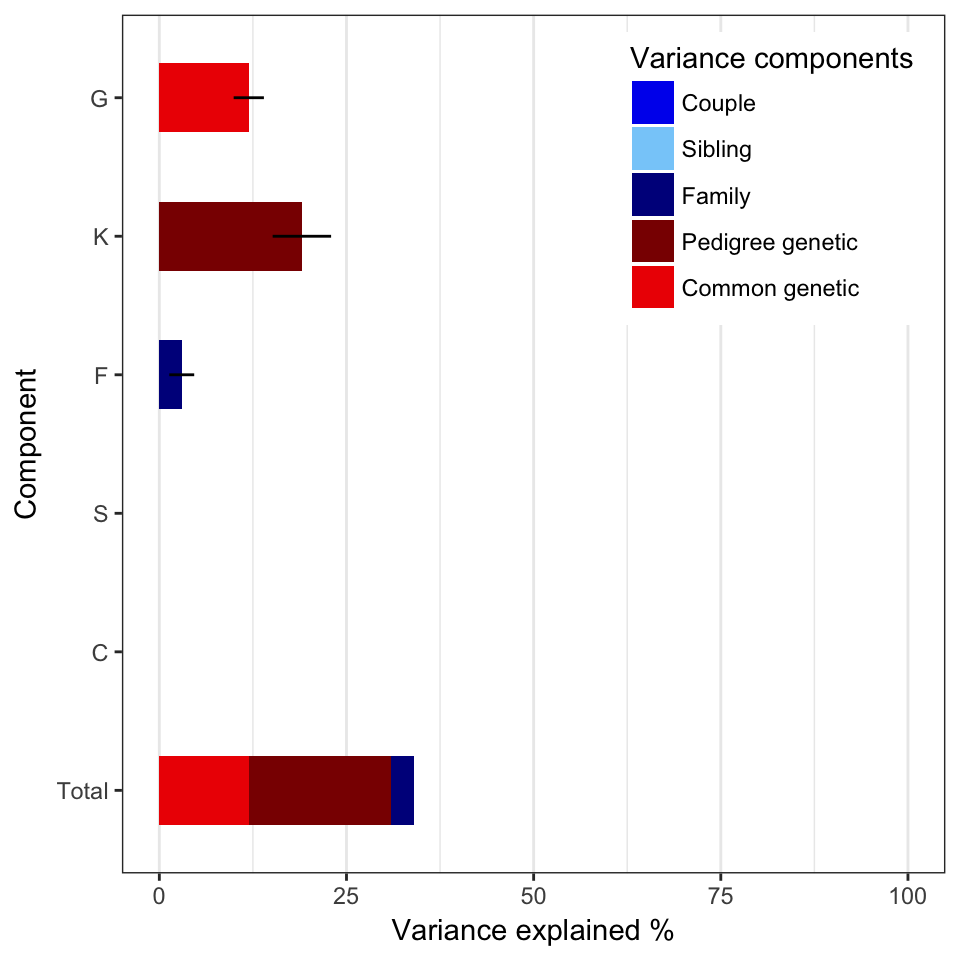 Variance components
Couple
Sibling
Family
Pedigree genetic
Common genetic
Component
G
K
F
S
C
Total
0 25 50 75 100
Variance explained %